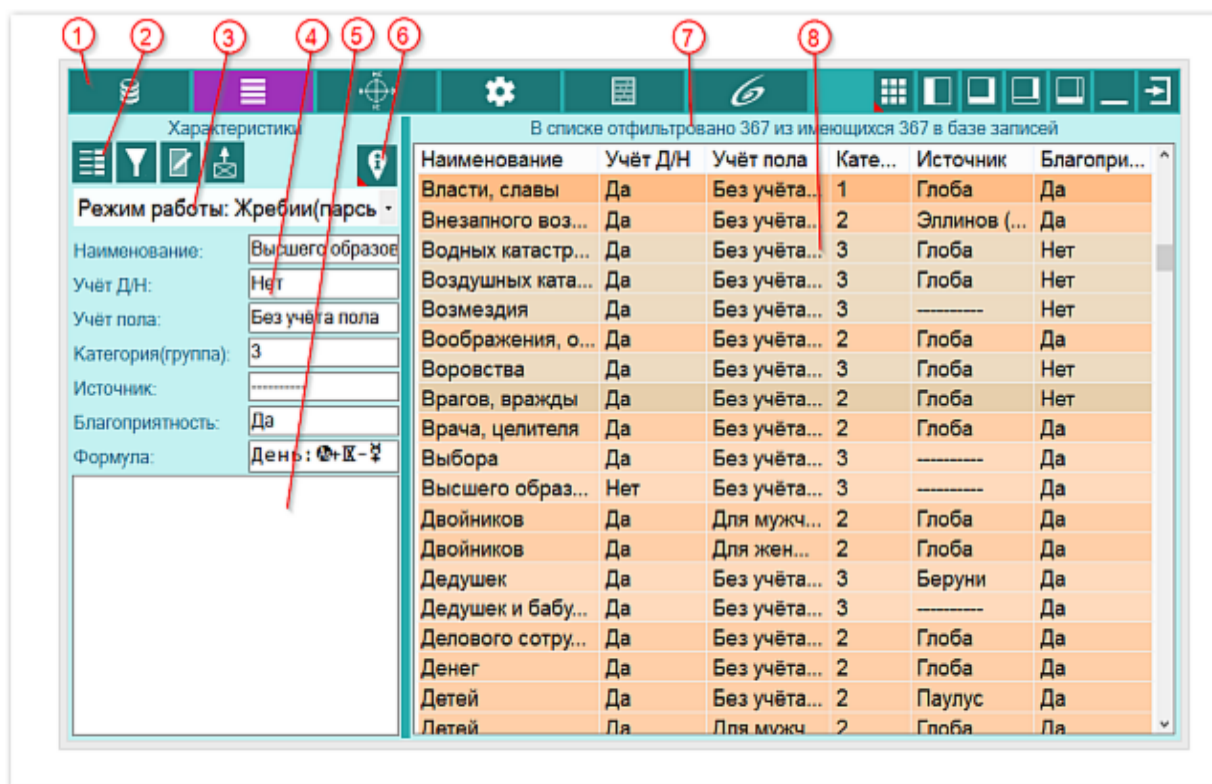 1 2 3 4 5 6 7 8
Характеристики
Режим работы: Жребии(парсы
Наименование: Высшего образов
Учёт Д/Н: Нет
Учёт пола: Без учёта пола
Категория(группа): 3
Источник: ----------
Благоприятность: Да
Формула: День:
В списке отфильтровано 367 из имеющихся 367 в базе записей
Наименование Учёт Д/Н Учёт пола Кате... Источник Благопри...
Власти, славы Да Без учёта... 1 Глоба Да
Внезапного воз... Да Без учёта... 2 Эллинов (... Да
Водных катастр... Да Без учёта... 3 Глоба Нет
Воздушных ката... Да Без учёта... 3 Глоба Нет
Возмездия Да Без учёта... 3 ---------- Нет
Воображения, о... Да Без учёта... 2 Глоба Да
Воровства Да Без учёта... 3 Глоба Нет
Врагов, вражды Да Без учёта... 2 Глоба Нет
Врача, целителя Да Без учёта... 2 Глоба Да
Выбора Да Без учёта... 3 ---------- Да
Высшего образ... Нет Без учёта... 3 ---------- Да
Двойников Да Для мужч... 2 Глоба Да
Двойников Да Для жен... 2 Глоба Да
Дедушек Да Без учёта... 3 Беруни Да
Дедушек и бабу... Да Без учёта... 3 ---------- Да
Делового сотру... Да Без учёта... 2 Глоба Да
Денег Да Без учёта... 2 Глоба Да
Детей Да Без учёта... 2 Паулус Да
Детей Да Для мужч 2 Глоба Да